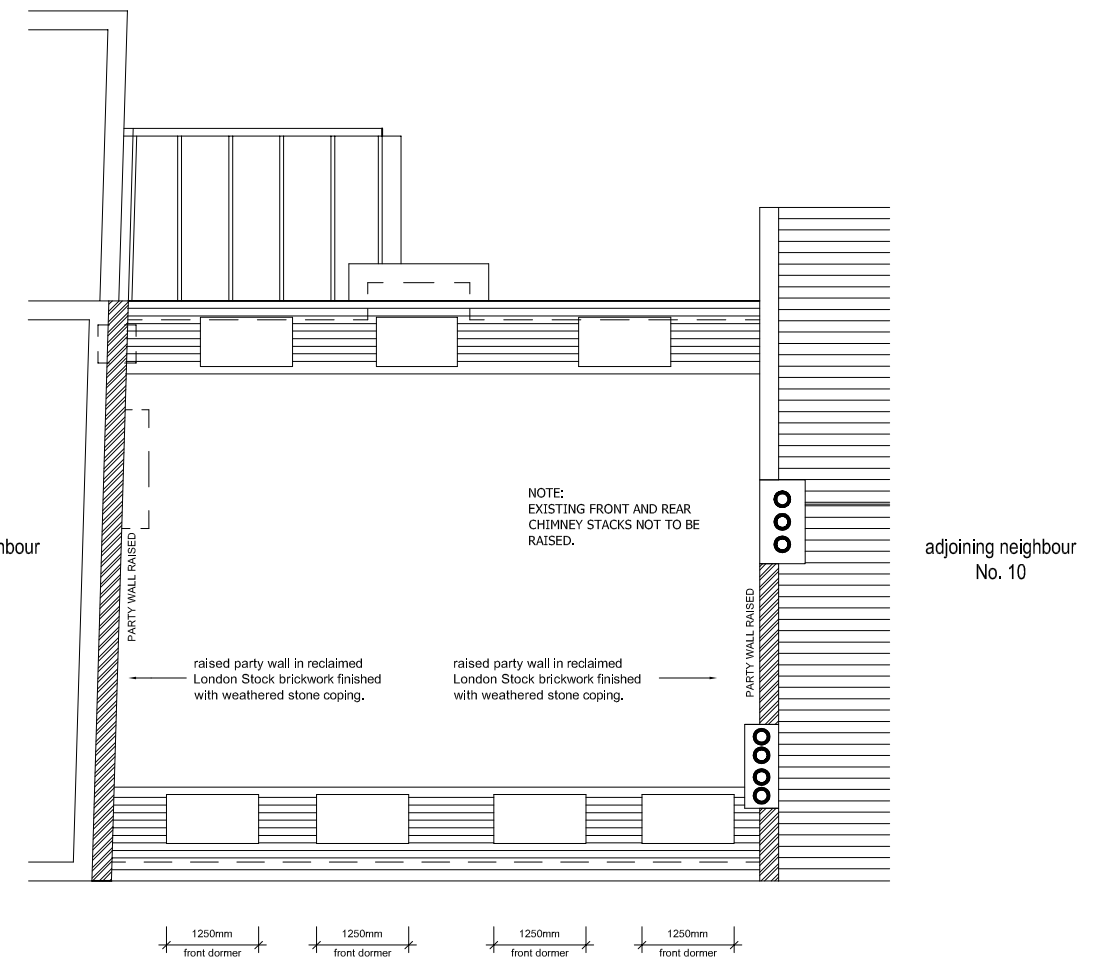 NOTE:
EXISTING FRONT AND REAR
CHIMNEY STACKS NOT TO BE
RAISED.
adjoining neighbour
No. 10
PARTY WALL RAISED
PARTY WALL RAISED
raised party wall in reclaimed
London Stock brickwork finished
with weathered stone coping.
raised party wall in reclaimed
London Stock brickwork finished
with weathered stone coping.
1250mm
front dormer
1250mm
front dormer
1250mm
front dormer
1250mm
front dormer